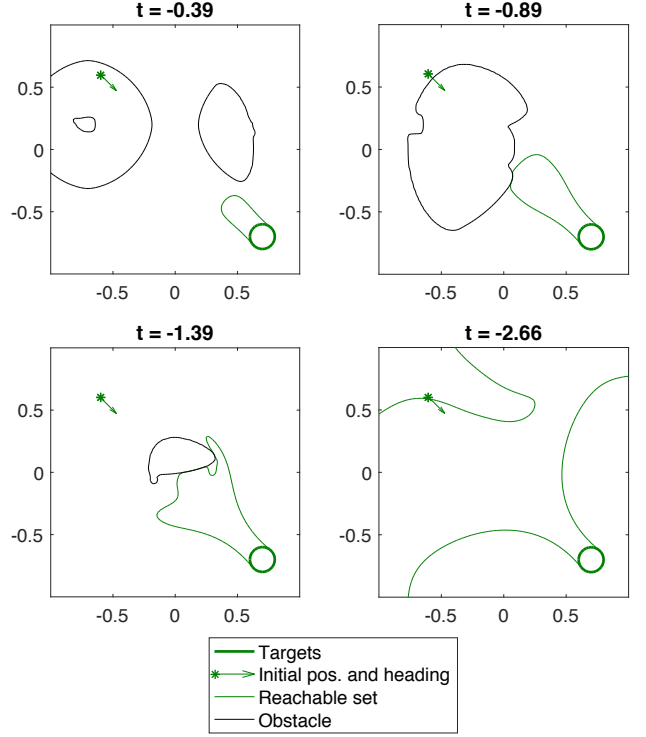 t = -0.39
t = -0.89
0.5
0
-0.5
-0.5 0 0.5
0.5
0
-0.5
-0.5 0 0.5
t = -1.39
t = -2.66
0.5
0
-0.5
-0.5 0 0.5
0.5
0
-0.5
-0.5 0 0.5
Targets
Initial pos. and heading
Reachable set
Obstacle